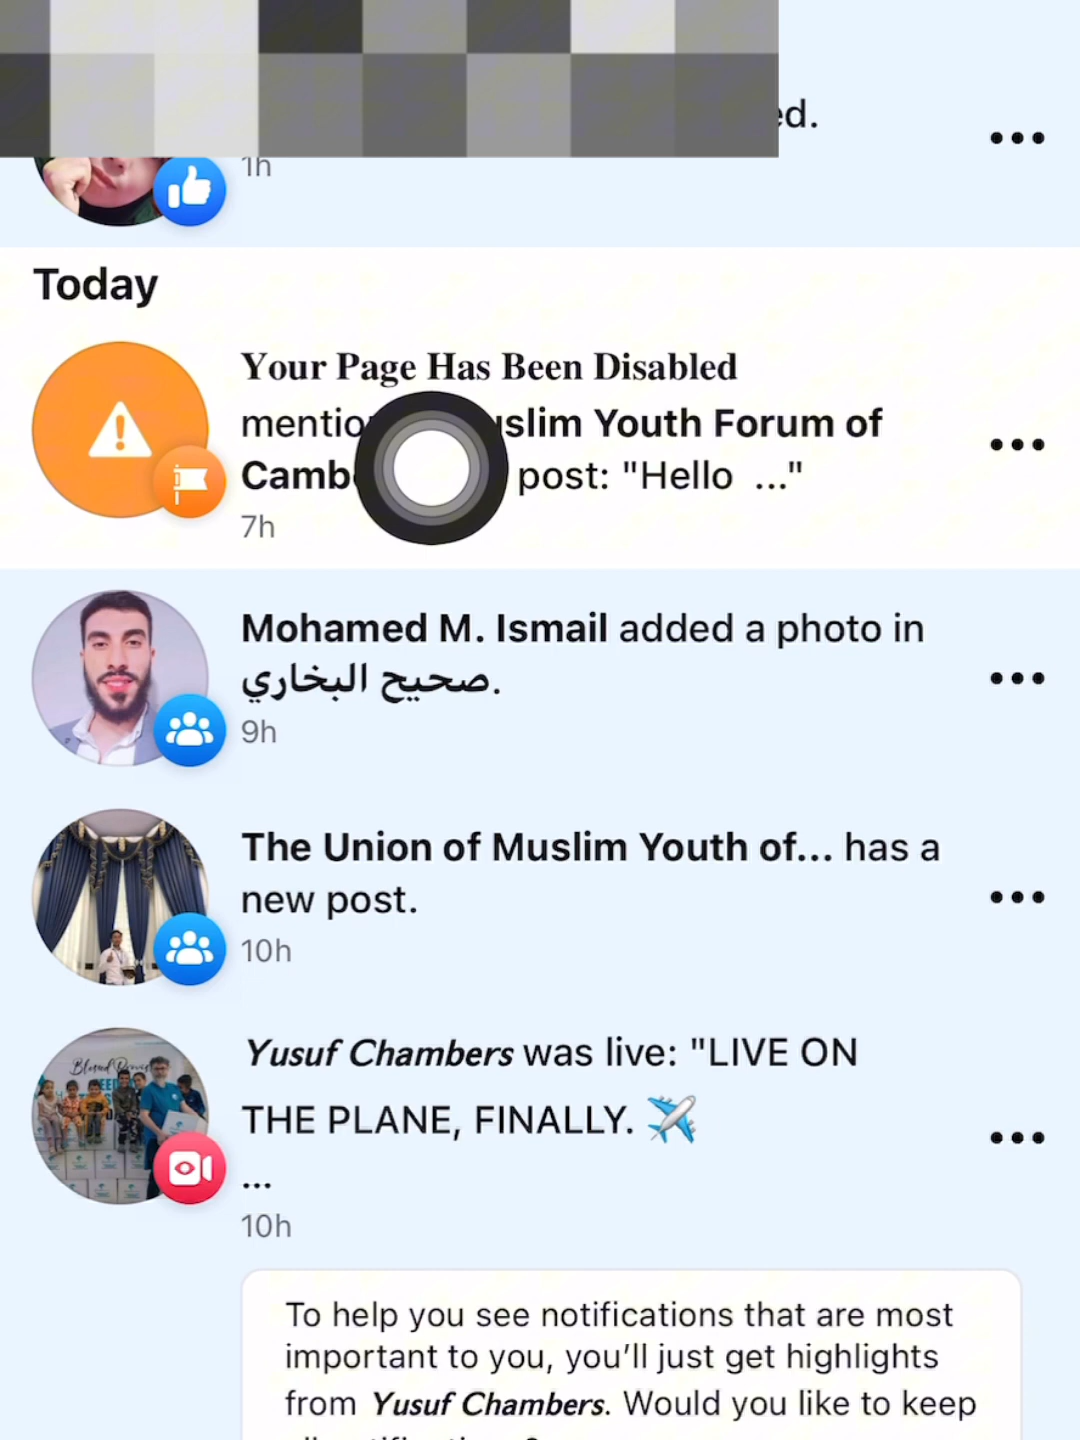 ed.
1h
Today
Your Page Has Been Disabled
Muslim Youth Forum of
post: "Hello ..."
7h
Mohamed M. Ismail added a photo in
صحيح البخاري.
9h
The Union of Muslim Youth of... has a
new post.
10h
Yusuf Chambers was live: "LIVE ON
THE PLANE, FINALLY. ✈️
...
10h
Blessed
To help you see notifications that are most
important to you, you'll just get highlights
from Yusuf Chambers. Would you like to keep